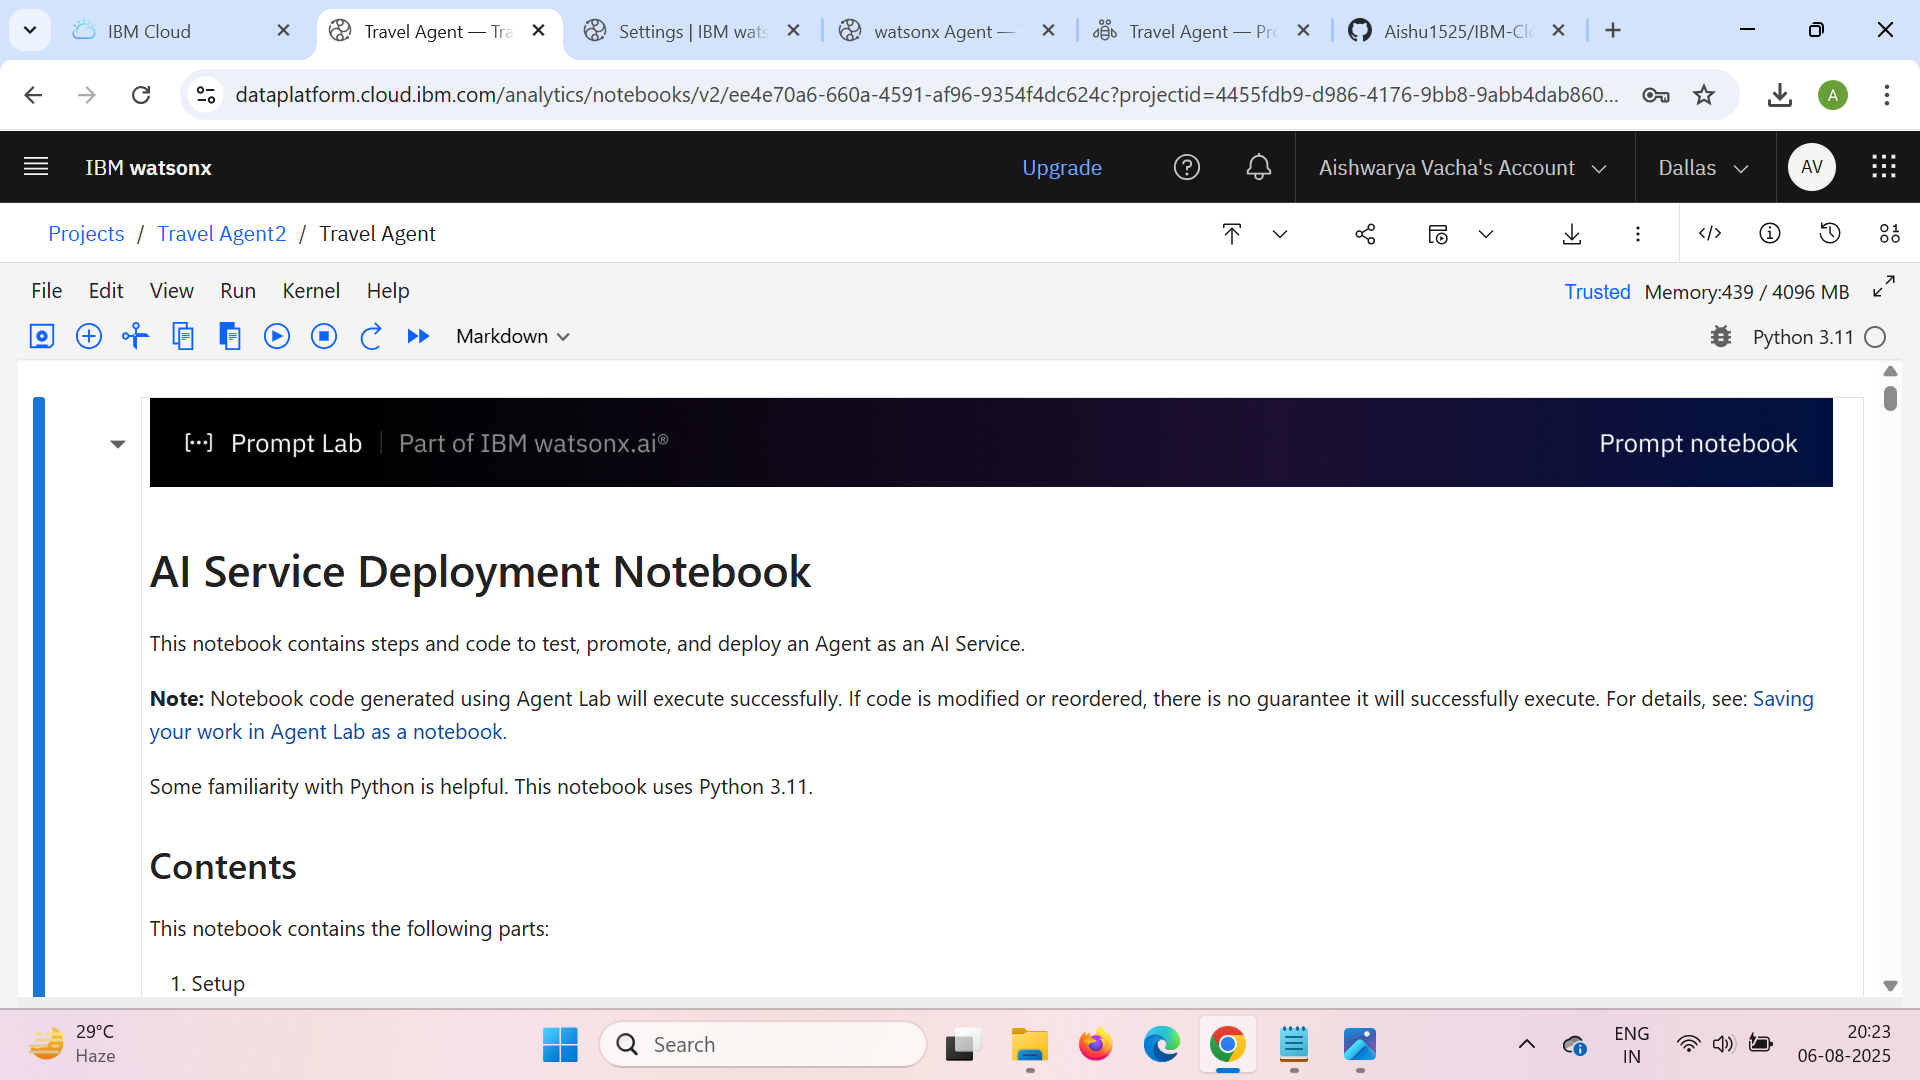 IBM Cloud
Travel Agent — Tra
Settings | IBM wats
watsonx Agent —
Travel Agent — Pro
Aishu1525/IBM-Clo
dataplatform.cloud.ibm.com/analytics/notebooks/v2/ee4e70a6-660a-4591-af96-9354f4dc624c?projectid=4455fdb9-d986-4176-9bb8-9abb4dab860...
A
IBM watsonx
Upgrade
Aishwarya Vacha's Account
Dallas
AV
Projects / Travel Agent2 / Travel Agent
File Edit View Run Kernel Help
Trusted Memory:439 / 4096 MB
Markdown
Python 3.11
Prompt Lab | Part of IBM watsonx.ai®
Prompt notebook
AI Service Deployment Notebook
This notebook contains steps and code to test, promote, and deploy an Agent as an AI Service.
Note: Notebook code generated using Agent Lab will execute successfully. If code is modified or reordered, there is no guarantee it will successfully execute. For details, see: Saving
your work in Agent Lab as a notebook.
Some familiarity with Python is helpful. This notebook uses Python 3.11.
Contents
This notebook contains the following parts:
1. Setup
29°C
Haze
Search
ENG
IN
20:23
06-08-2025